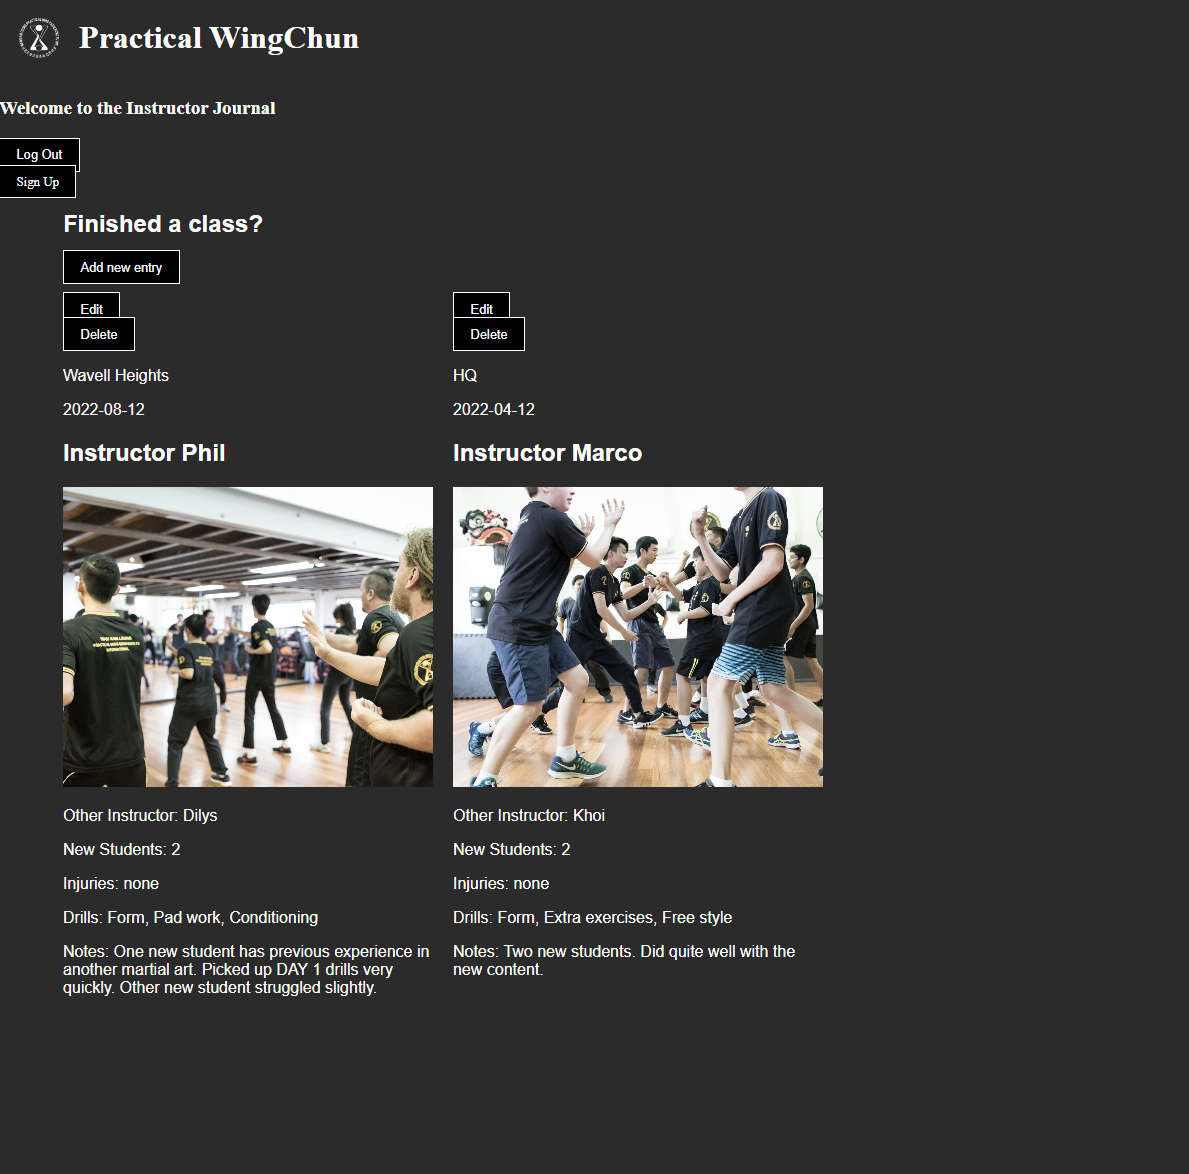 Practical WingChun
Welcome to the Instructor Journal
Log Out
Sign Up
Finished a class?
Add new entry
Edit
Delete
Wavell Heights
2022-08-12
Instructor Phil
Other Instructor: Dilys
New Students: 2
Injuries: none
Drills: Form, Pad work, Conditioning
Notes: One new student has previous experience in
another martial art. Picked up DAY 1 drills very
quickly. Other new student struggled slightly.
Edit
Delete
HQ
2022-04-12
Instructor Marco
Other Instructor: Khoi
New Students: 2
Injuries: none
Drills: Form, Extra exercises, Free style
Notes: Two new students. Did quite well with the
new content.